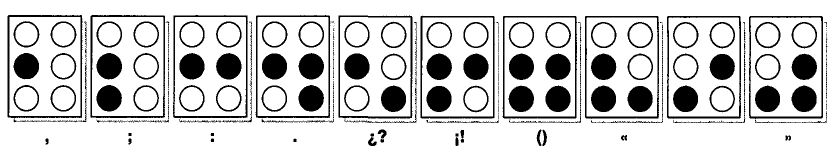 , ; : . ¿? ¡! () « »